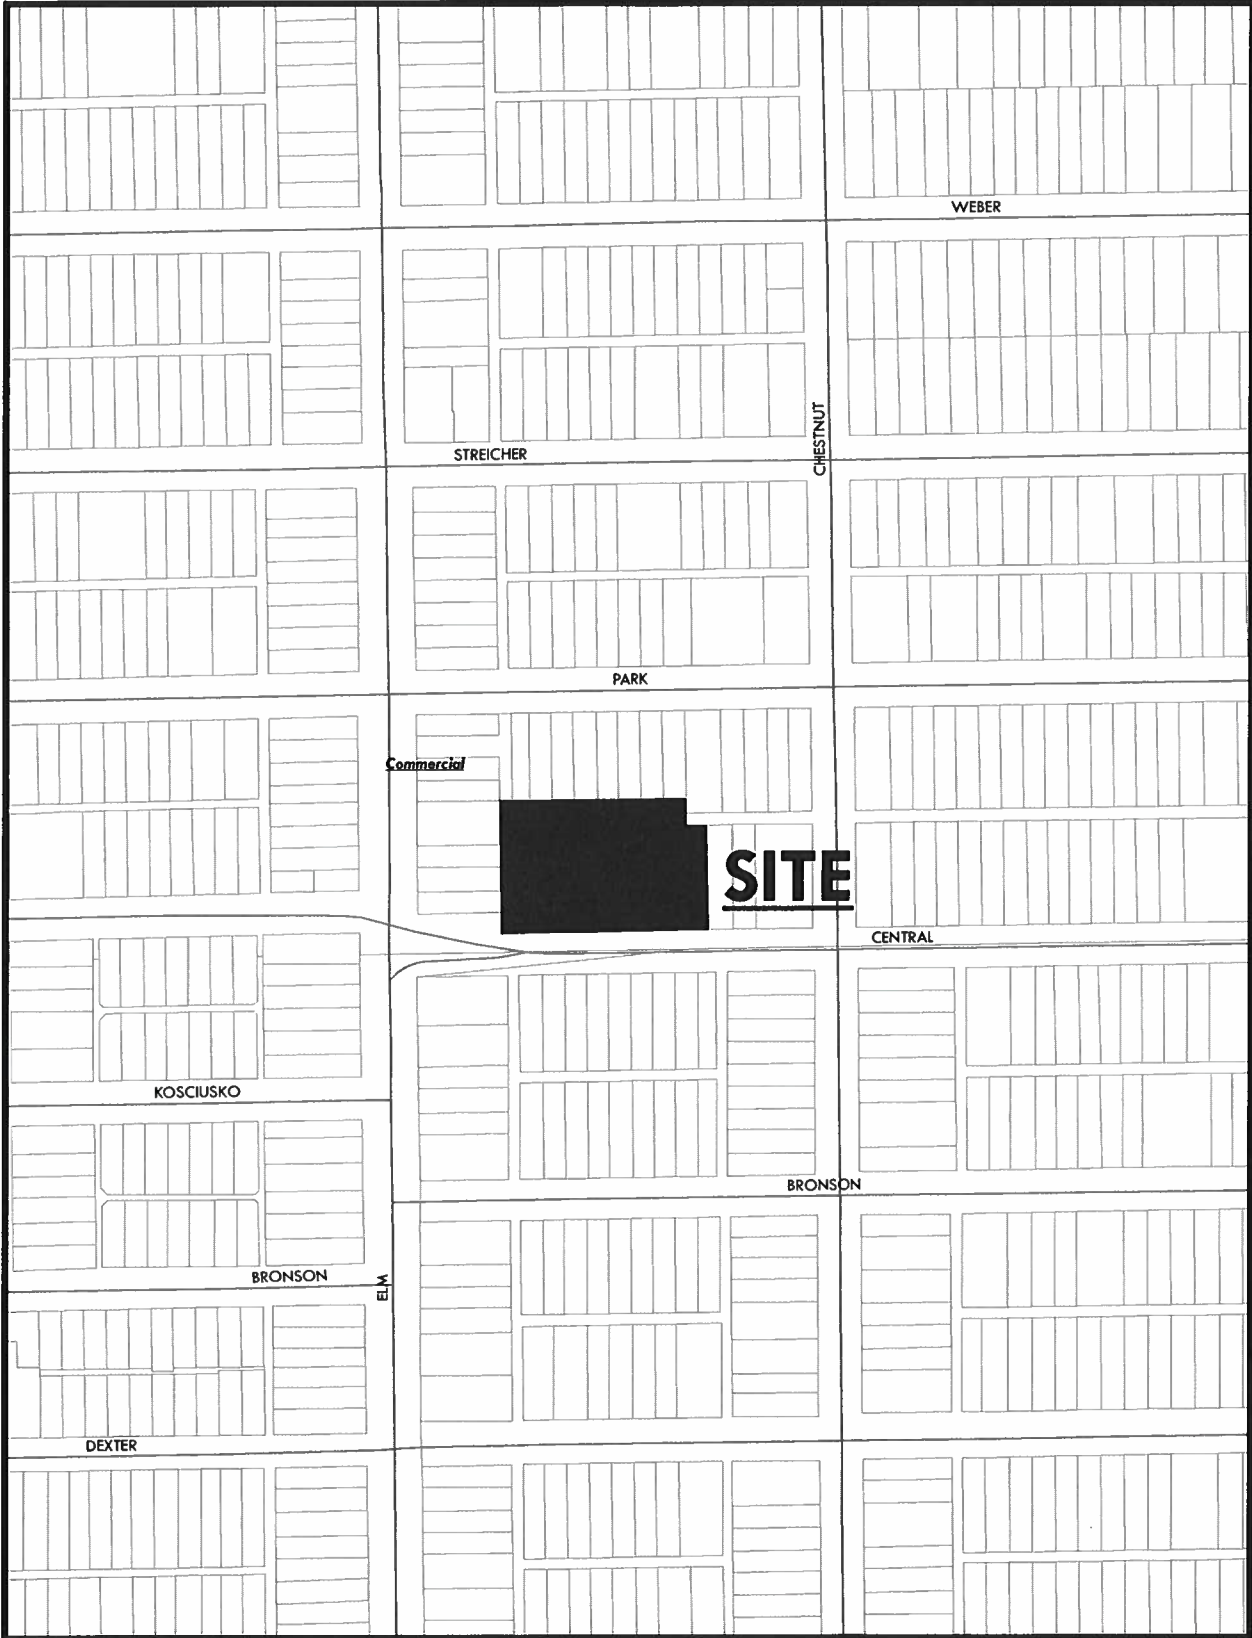 WEBER
CHESTNUT
STREICHER
PARK
Commercial
SITE
CENTRAL
KOSCIUSKO
BRONSON
BRONSON
ELM
DEXTER